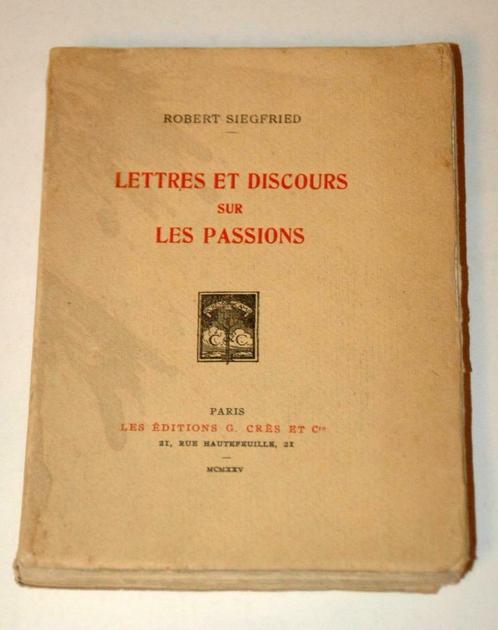 ROBERT SIEGFRIED
LETTRES ET DISCOURS
SUR
LES PASSIONS
C C
PARIS
LES ÉDITIONS G. CRÈS ET Cie
21, RUE HAUTEFEUILLE, 21
MCMXXV